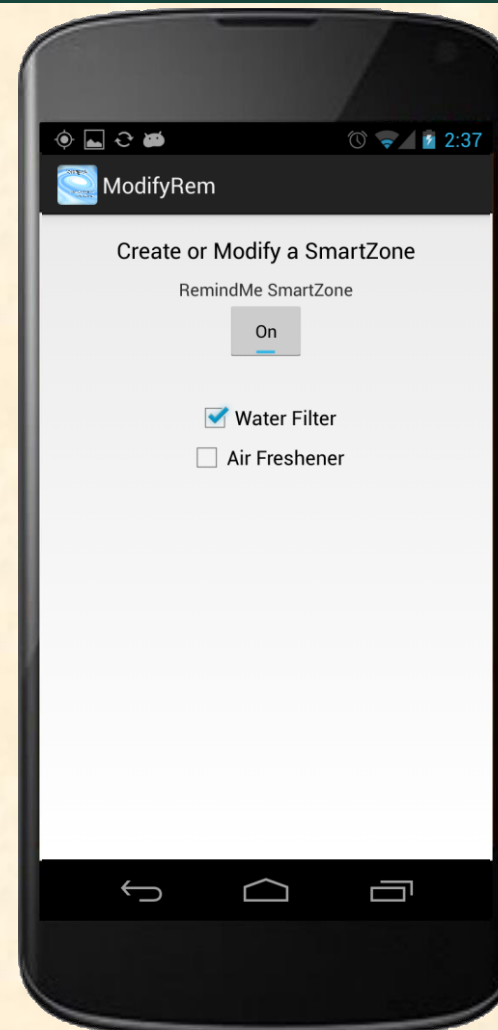 2:37
ModifyRem
Create or Modify a SmartZone
RemindMe SmartZone
On
Water Filter
Air Freshener